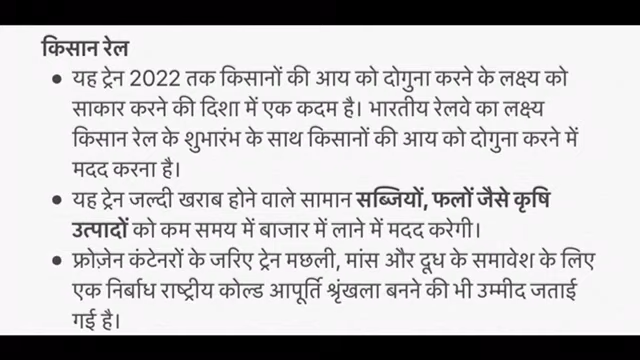 किसान रेल
• यह ट्रेन 2022 तक किसानों की आय को दोगुना करने के लक्ष्य को
साकार करने की दिशा में एक कदम है। भारतीय रेलवे का लक्ष्य
किसान रेल के शुभारंभ के साथ किसानों की आय को दोगुना करने में
मदद करना है।
• यह ट्रेन जल्दी खराब होने वाले सामान सब्जियों, फलों जैसे कृषि
उत्पादों को कम समय में बाजार में लाने में मदद करेगी।
• फ्रोज़ेन कंटेनरों के जरिए ट्रेन मछली, मांस और दूध के समावेश के लिए
एक निर्बाध राष्ट्रीय कोल्ड आपूर्ति श्रृंखला बनने की भी उम्मीद जताई
गई है।